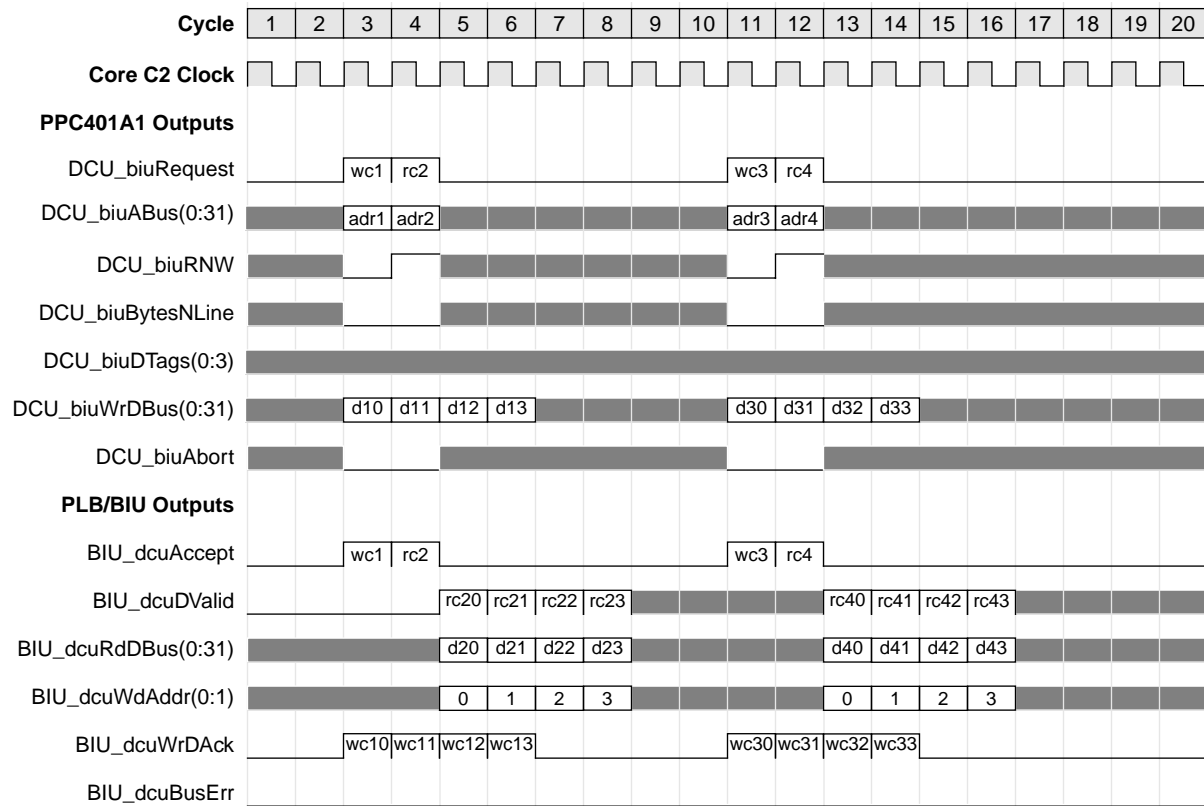 Cycle 1 2 3 4 5 6 7 8 9 10 11 12 13 14 15 16 17 18 19 20
Core C2 Clock
PPC401A1 Outputs
DCU_biuRequest wc1 rc2 wc3 rc4
DCU_biuABus(0:31) adr1 adr2 adr3 adr4
DCU_biuRNW
DCU_biuBytesNLine
DCU_biuDTags(0:3)
DCU_biuWrDBus(0:31) d10 d11 d12 d13 d30 d31 d32 d33
DCU_biuAbort
PLB/BIU Outputs
BIU_dcuAccept wc1 rc2 wc3 rc4
BIU_dcuDValid rc20 rc21 rc22 rc23 rc40 rc41 rc42 rc43
BIU_dcuRdDBus(0:31) d20 d21 d22 d23 d40 d41 d42 d43
BIU_dcuWdAddr(0:1) 0 1 2 3 0 1 2 3
BIU_dcuWrDAck wc10 wc11 wc12 wc13 wc30 wc31 wc32 wc33
BIU_dcuBusErr